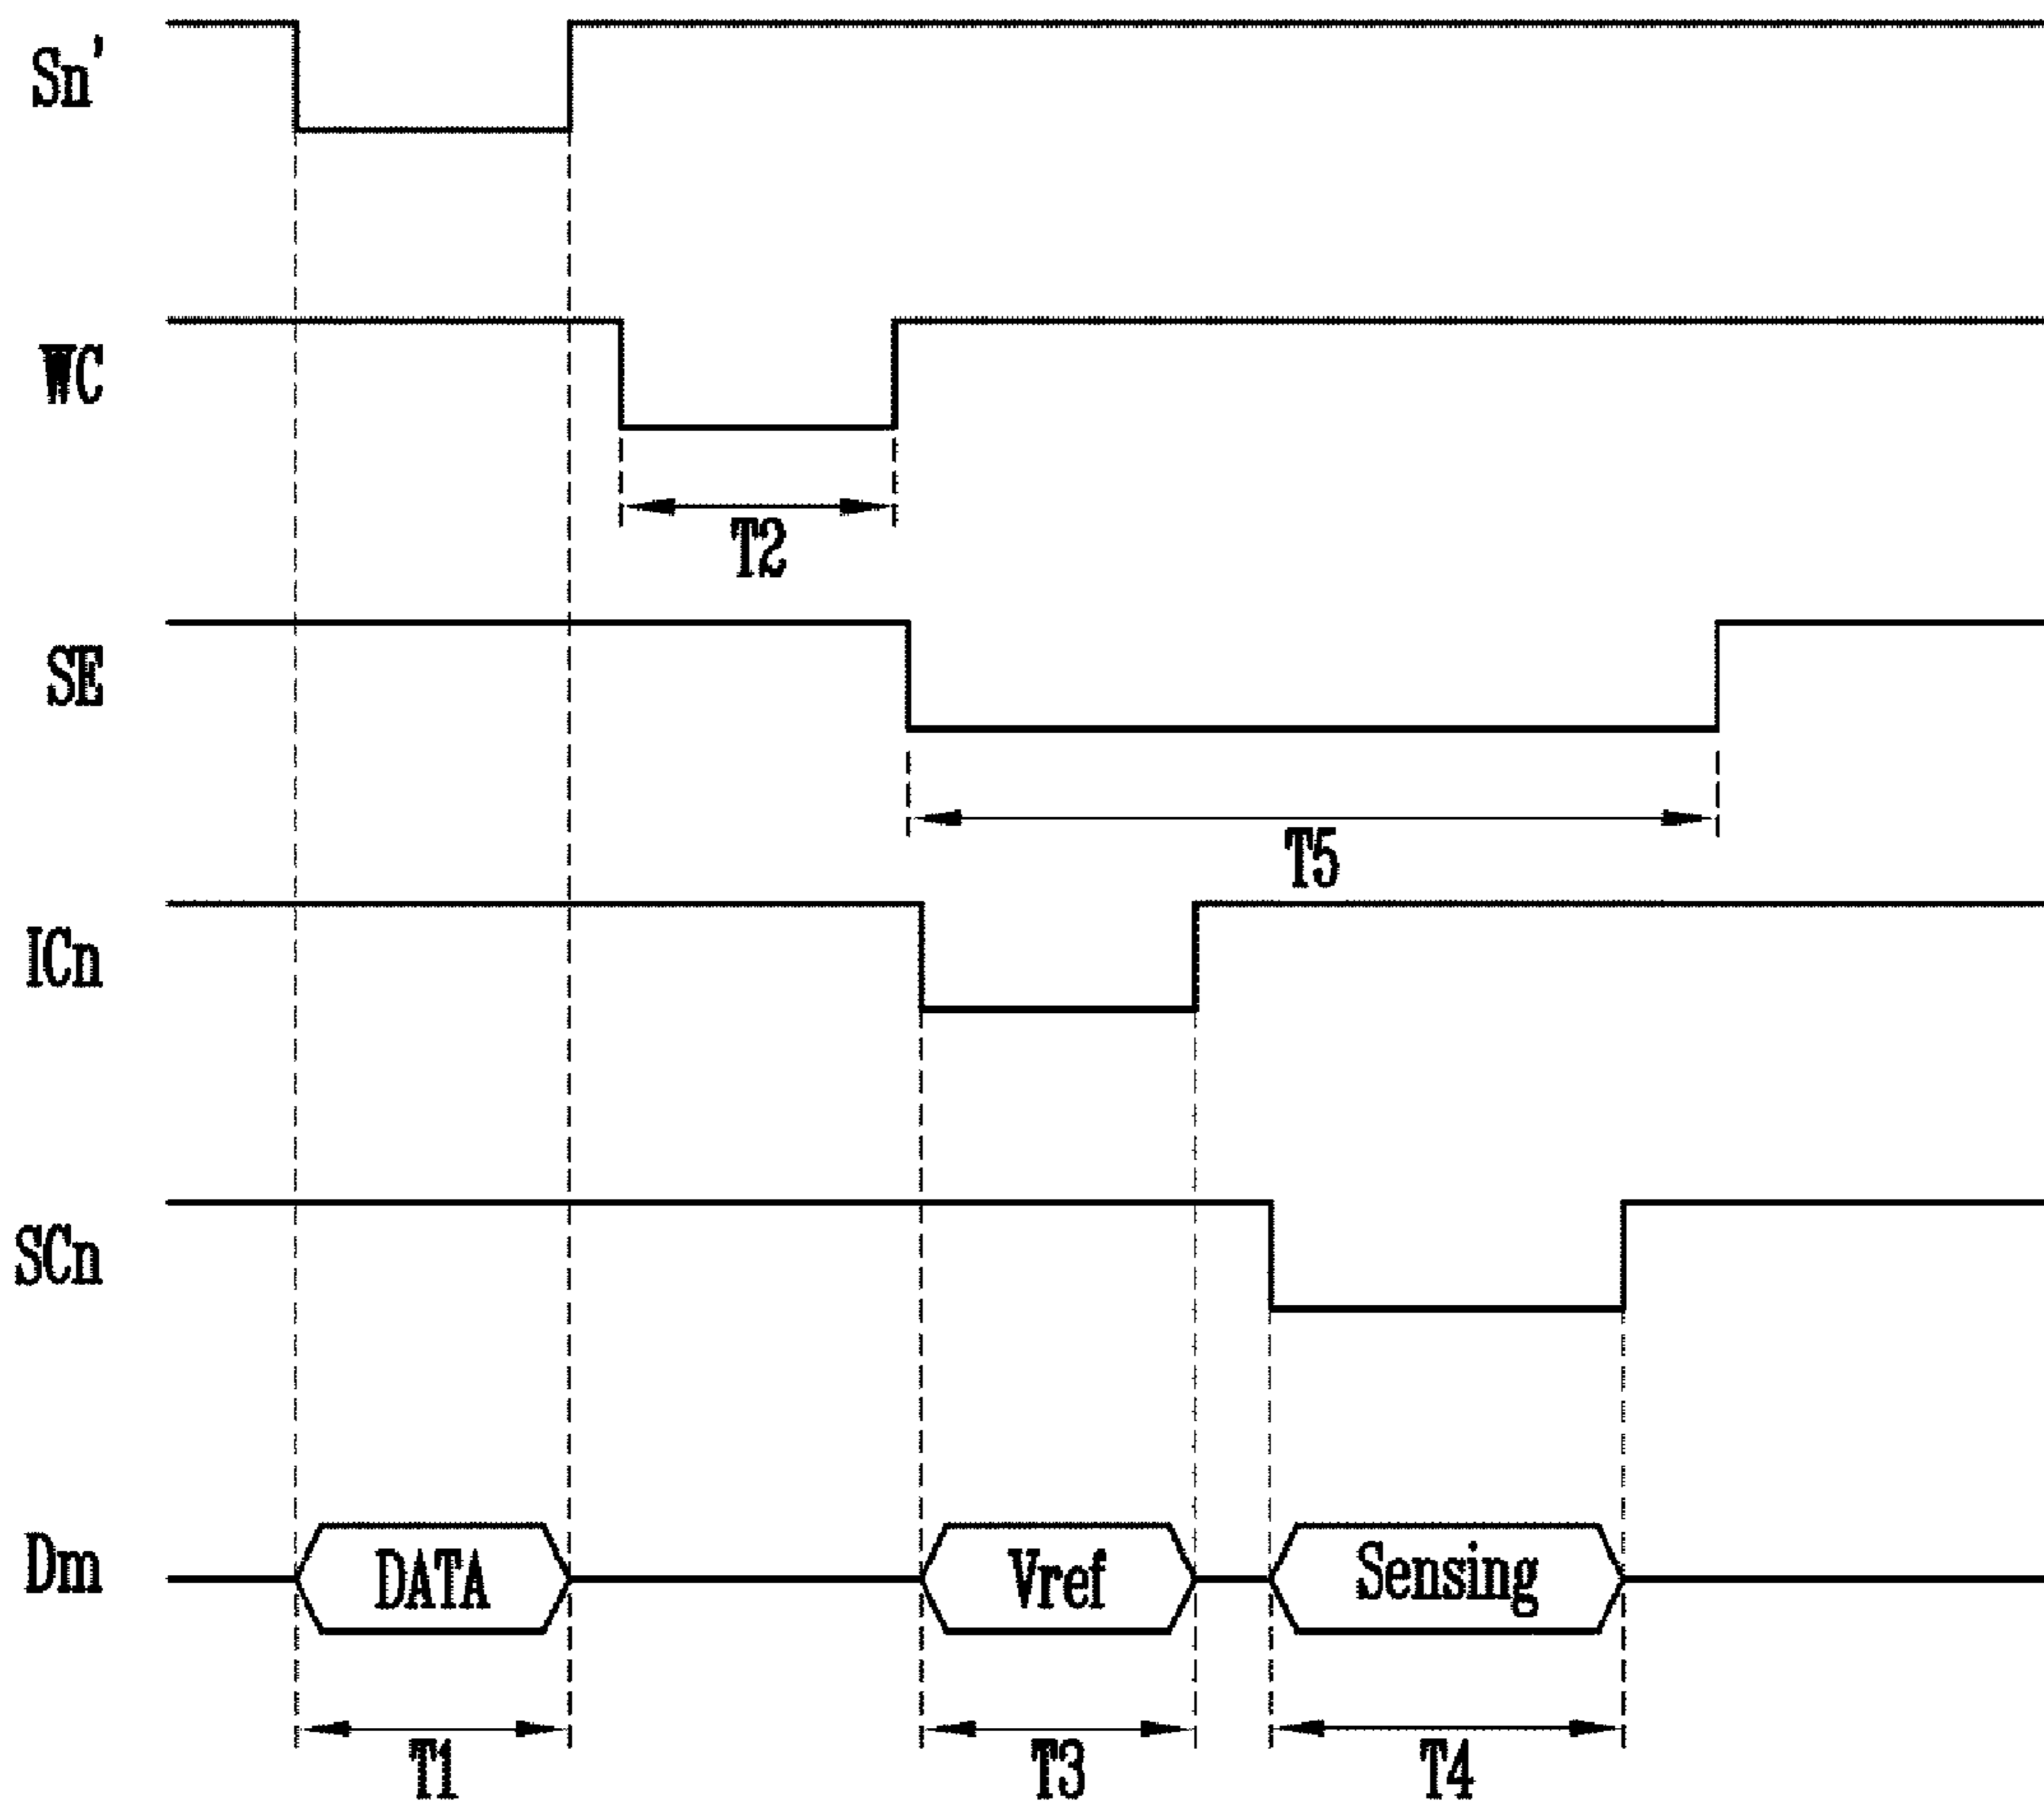 Sn'
WC
T2
SE
T5
ICn
SCn
Dm
DATA
Vref
Sensing
T1
T3
T4